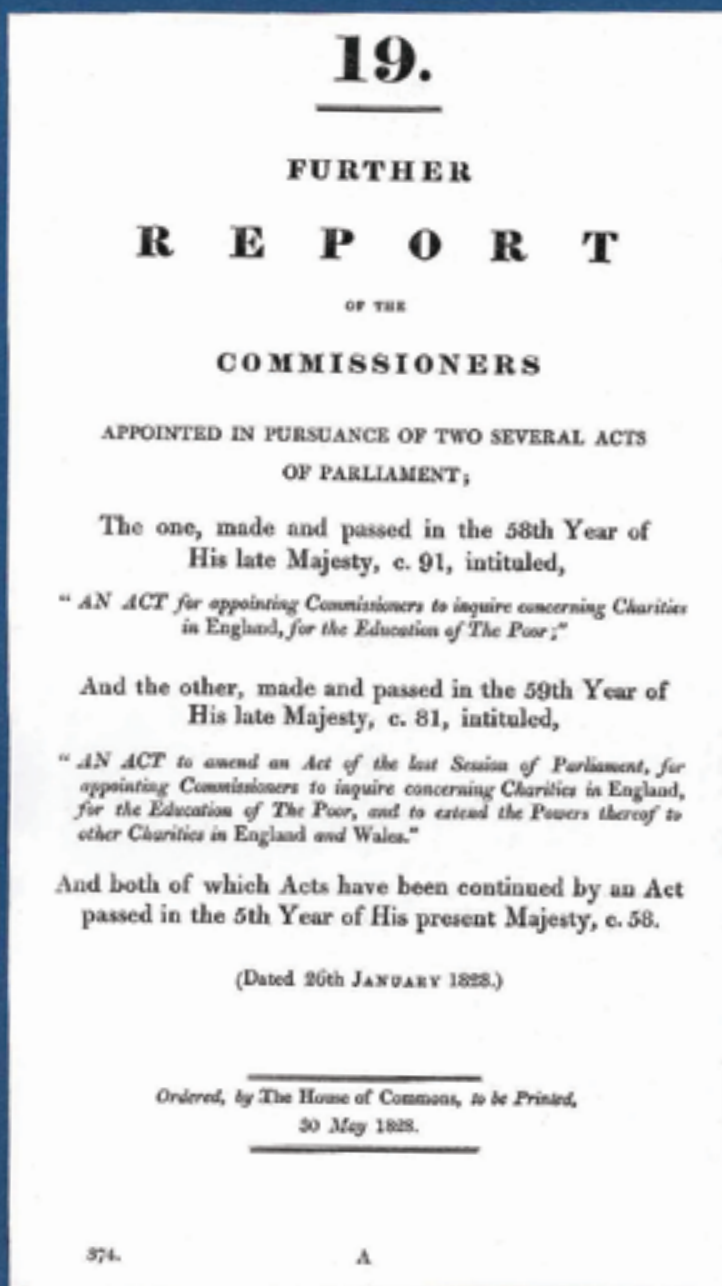 19.
FURTHER
REPORT
OF THE
COMMISSIONERS
APPOINTED IN PURSUANCE OF TWO SEVERAL ACTS
OF PARLIAMENT;
The one, made and passed in the 58th Year of
His late Majesty, c. 91, intituled,
"AN ACT for appointing Commissioners to inquire concerning Charities
in England, for the Education of The Poor;"
And the other, made and passed in the 59th Year of
His late Majesty, c. 81, intituled,
"AN ACT to amend an Act of the last Session of Parliament, for
appointing Commissioners to inquire concerning Charities in England,
for the Education of The Poor, and to extend the Powers thereof to
other Charities in England and Wales."
And both of which Acts have been continued by an Act
passed in the 5th Year of His present Majesty, c. 58.
(Dated 26th JANUARY 1828.)
Ordered, by The House of Commons, to be Printed,
30 May 1828.
374.
A